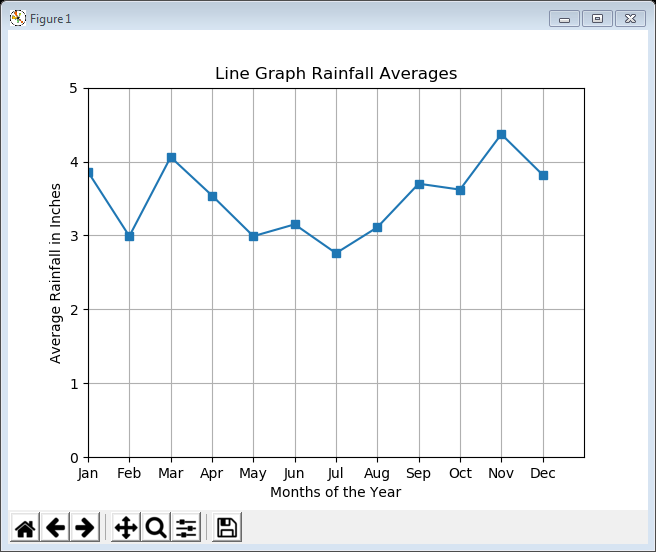 Figure 1
Line Graph Rainfall Averages
5
4
3
2
1
0
Average Rainfall in Inches
Jan Feb Mar Apr May Jun Jul Aug Sep Oct Nov Dec
Months of the Year